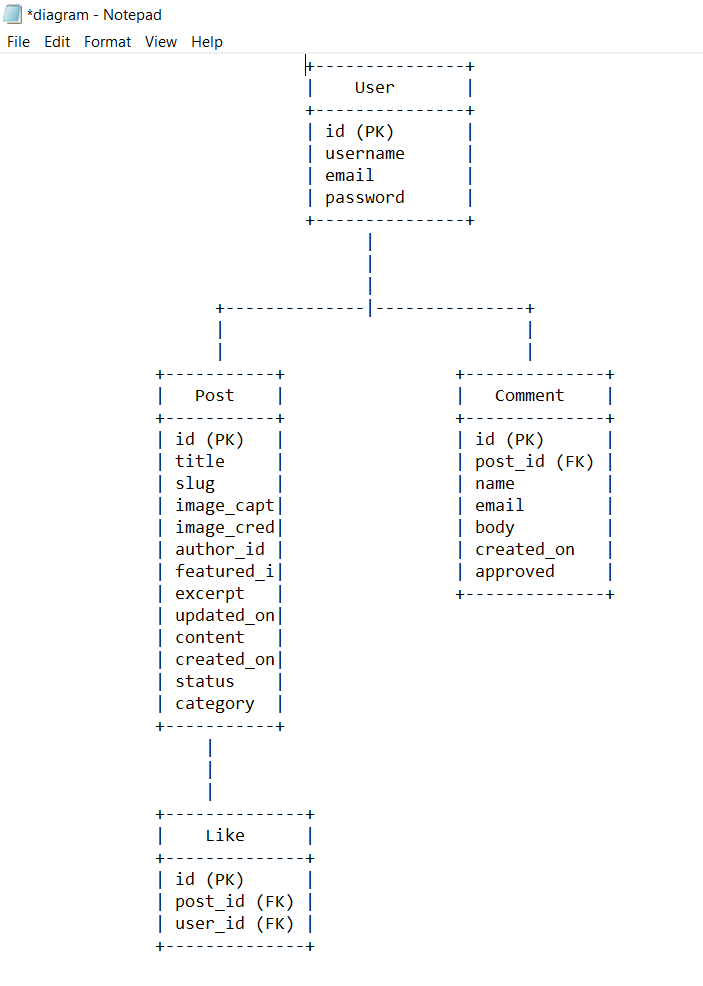 *diagram - Notepad
File Edit Format View Help
+---------------+
|    User       |
+---------------+
| id (PK)       |
| username      |
| email         |
| password      |
+---------------+
|
|
|
+--------------|---------------+
|                              |
|                              |
+-----------+                 +--------------+
|   Post    |                 |   Comment    |
+-----------+                 +--------------+
| id (PK)   |                 | id (PK)      |
| title     |                 | post_id (FK) |
| slug      |                 | name         |
| image_capt|                 | email        |
| image_cred|                 | body         |
| author_id |                 | created_on   |
| featured_i|                 | approved     |
| excerpt   |                 +--------------+
| updated_on|
| content   |
| created_on|
| status    |
| category  |
+-----------+
|
|
|
+--------------+
|    Like      |
+--------------+
| id (PK)      |
| post_id (FK) |
| user_id (FK) |
+--------------+